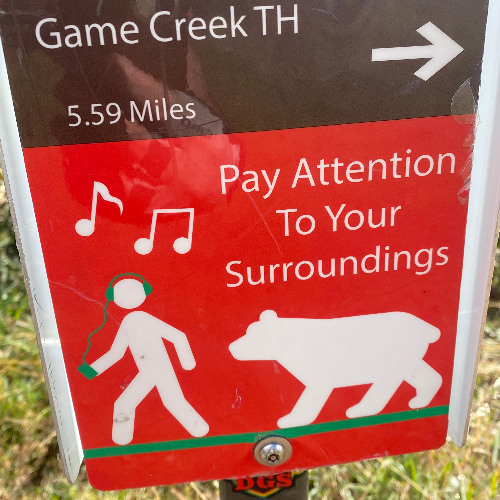 Game Creek TH
5.59 Miles
Pay Attention
To Your
Surroundings
DGS